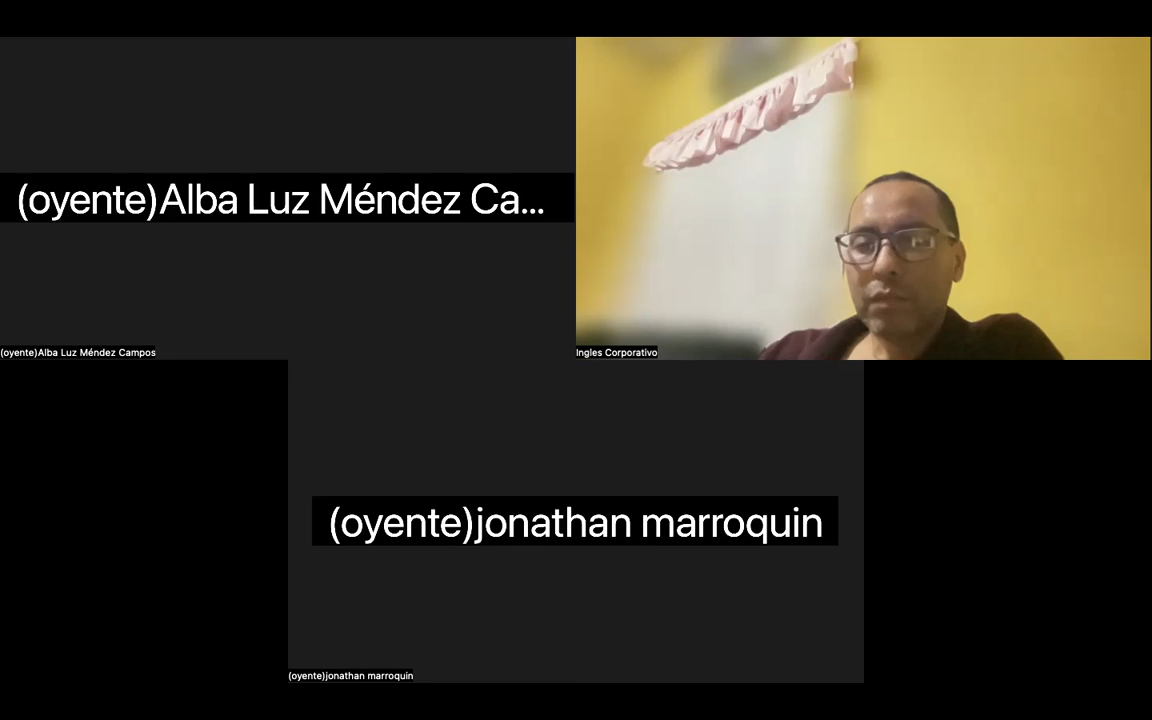 (oyente)Alba Luz Méndez Ca...
(oyente)Alba Luz Méndez Campos
Ingles Corporativo
(oyente)jonathan marroquin
(oyente)jonathan marroquin